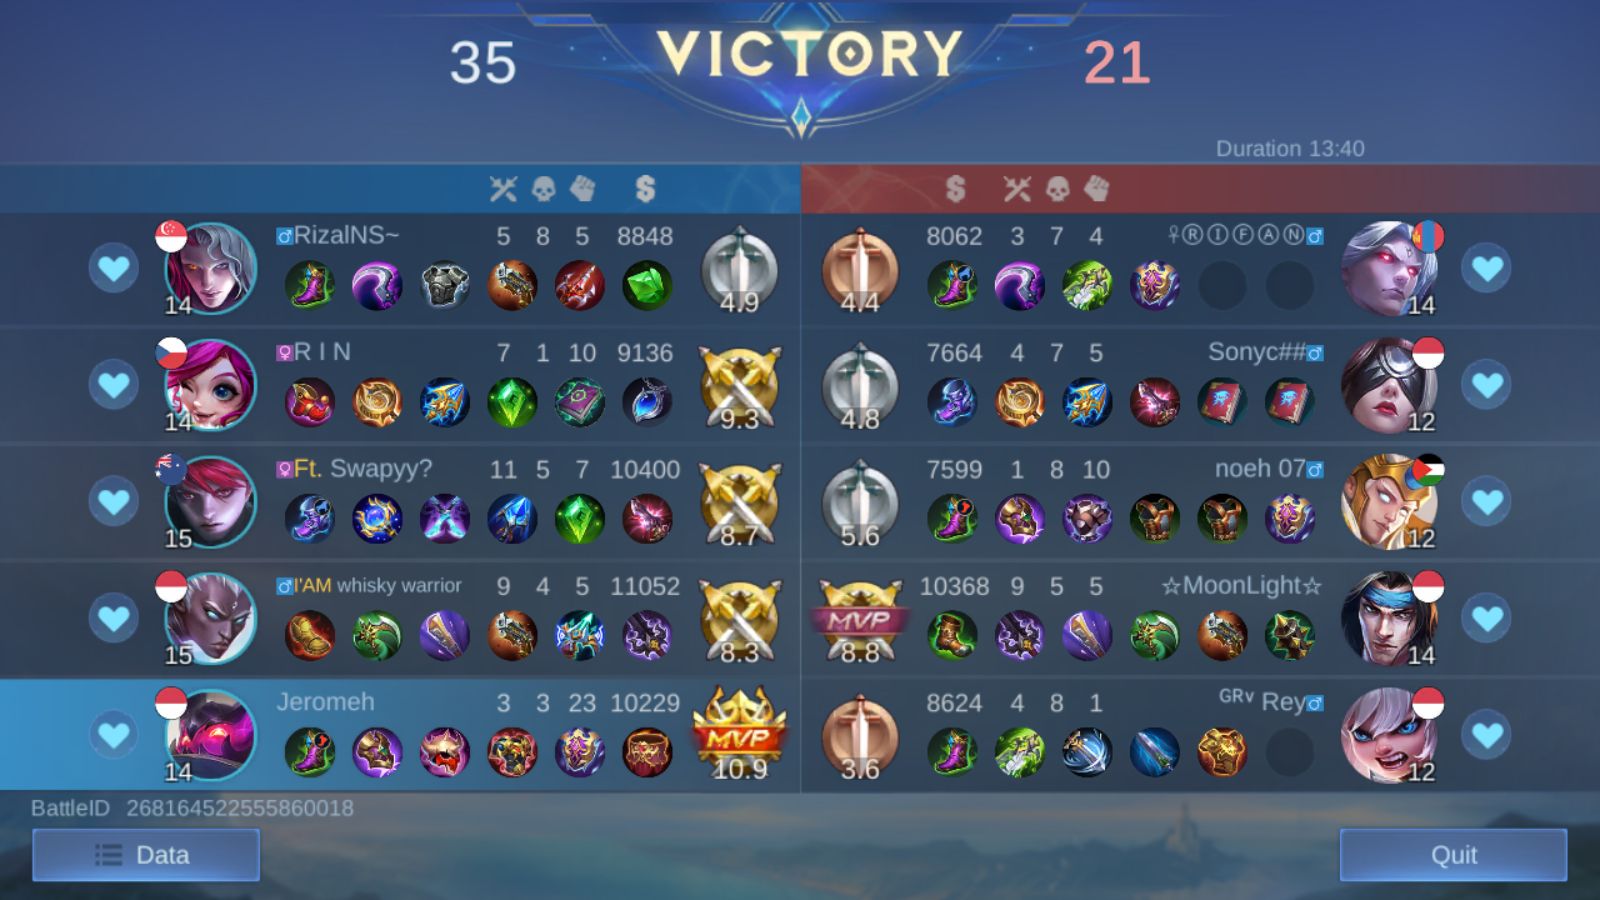 35 VICTORY 21
Duration 13:40
RizalNS~ 5 8 5 8848
14 4.9
8062 3 7 4 ♀ⓇⒾⒻⒶⓃ
4.4 14
R I N 7 1 10 9136
14 9.3
7664 4 7 5 Sonyc##
4.8 12
Ft. Swapyy? 11 5 7 10400
15 8.7
7599 1 8 10 noeh 07
5.6 12
I'AM whisky warrior 9 4 5 11052
15 8.3
10368 9 5 5 ☆MoonLight☆
MVP
8.8 14
Jeromeh 3 3 23 10229
MVP
14 10.9
8624 4 8 1 ᴳᴿᵛ Rey
3.6 12
BattleID 268164522555860018
Data
Quit